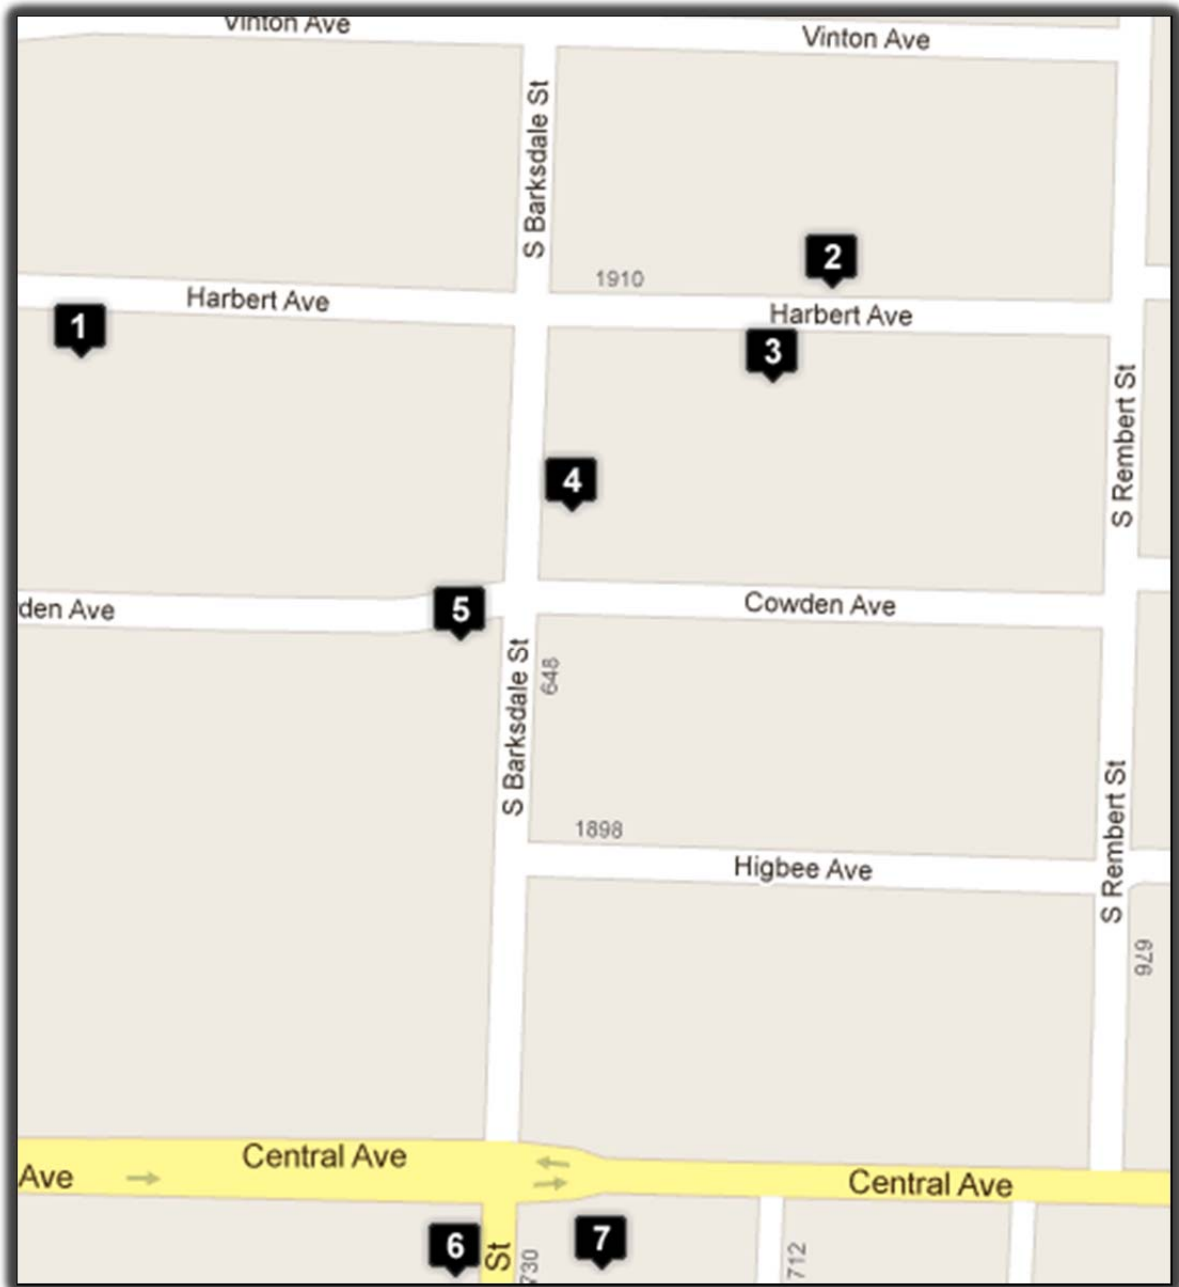 Vinton Ave
Vinton Ave
S Barksdale St
2
1910
Harbert Ave
Harbert Ave
1
3
S Rembert St
4
5
den Ave
Cowden Ave
S Barksdale St
648
1898
Higbee Ave
S Rembert St
676
Central Ave
Ave
Central Ave
6
St
730
7
712